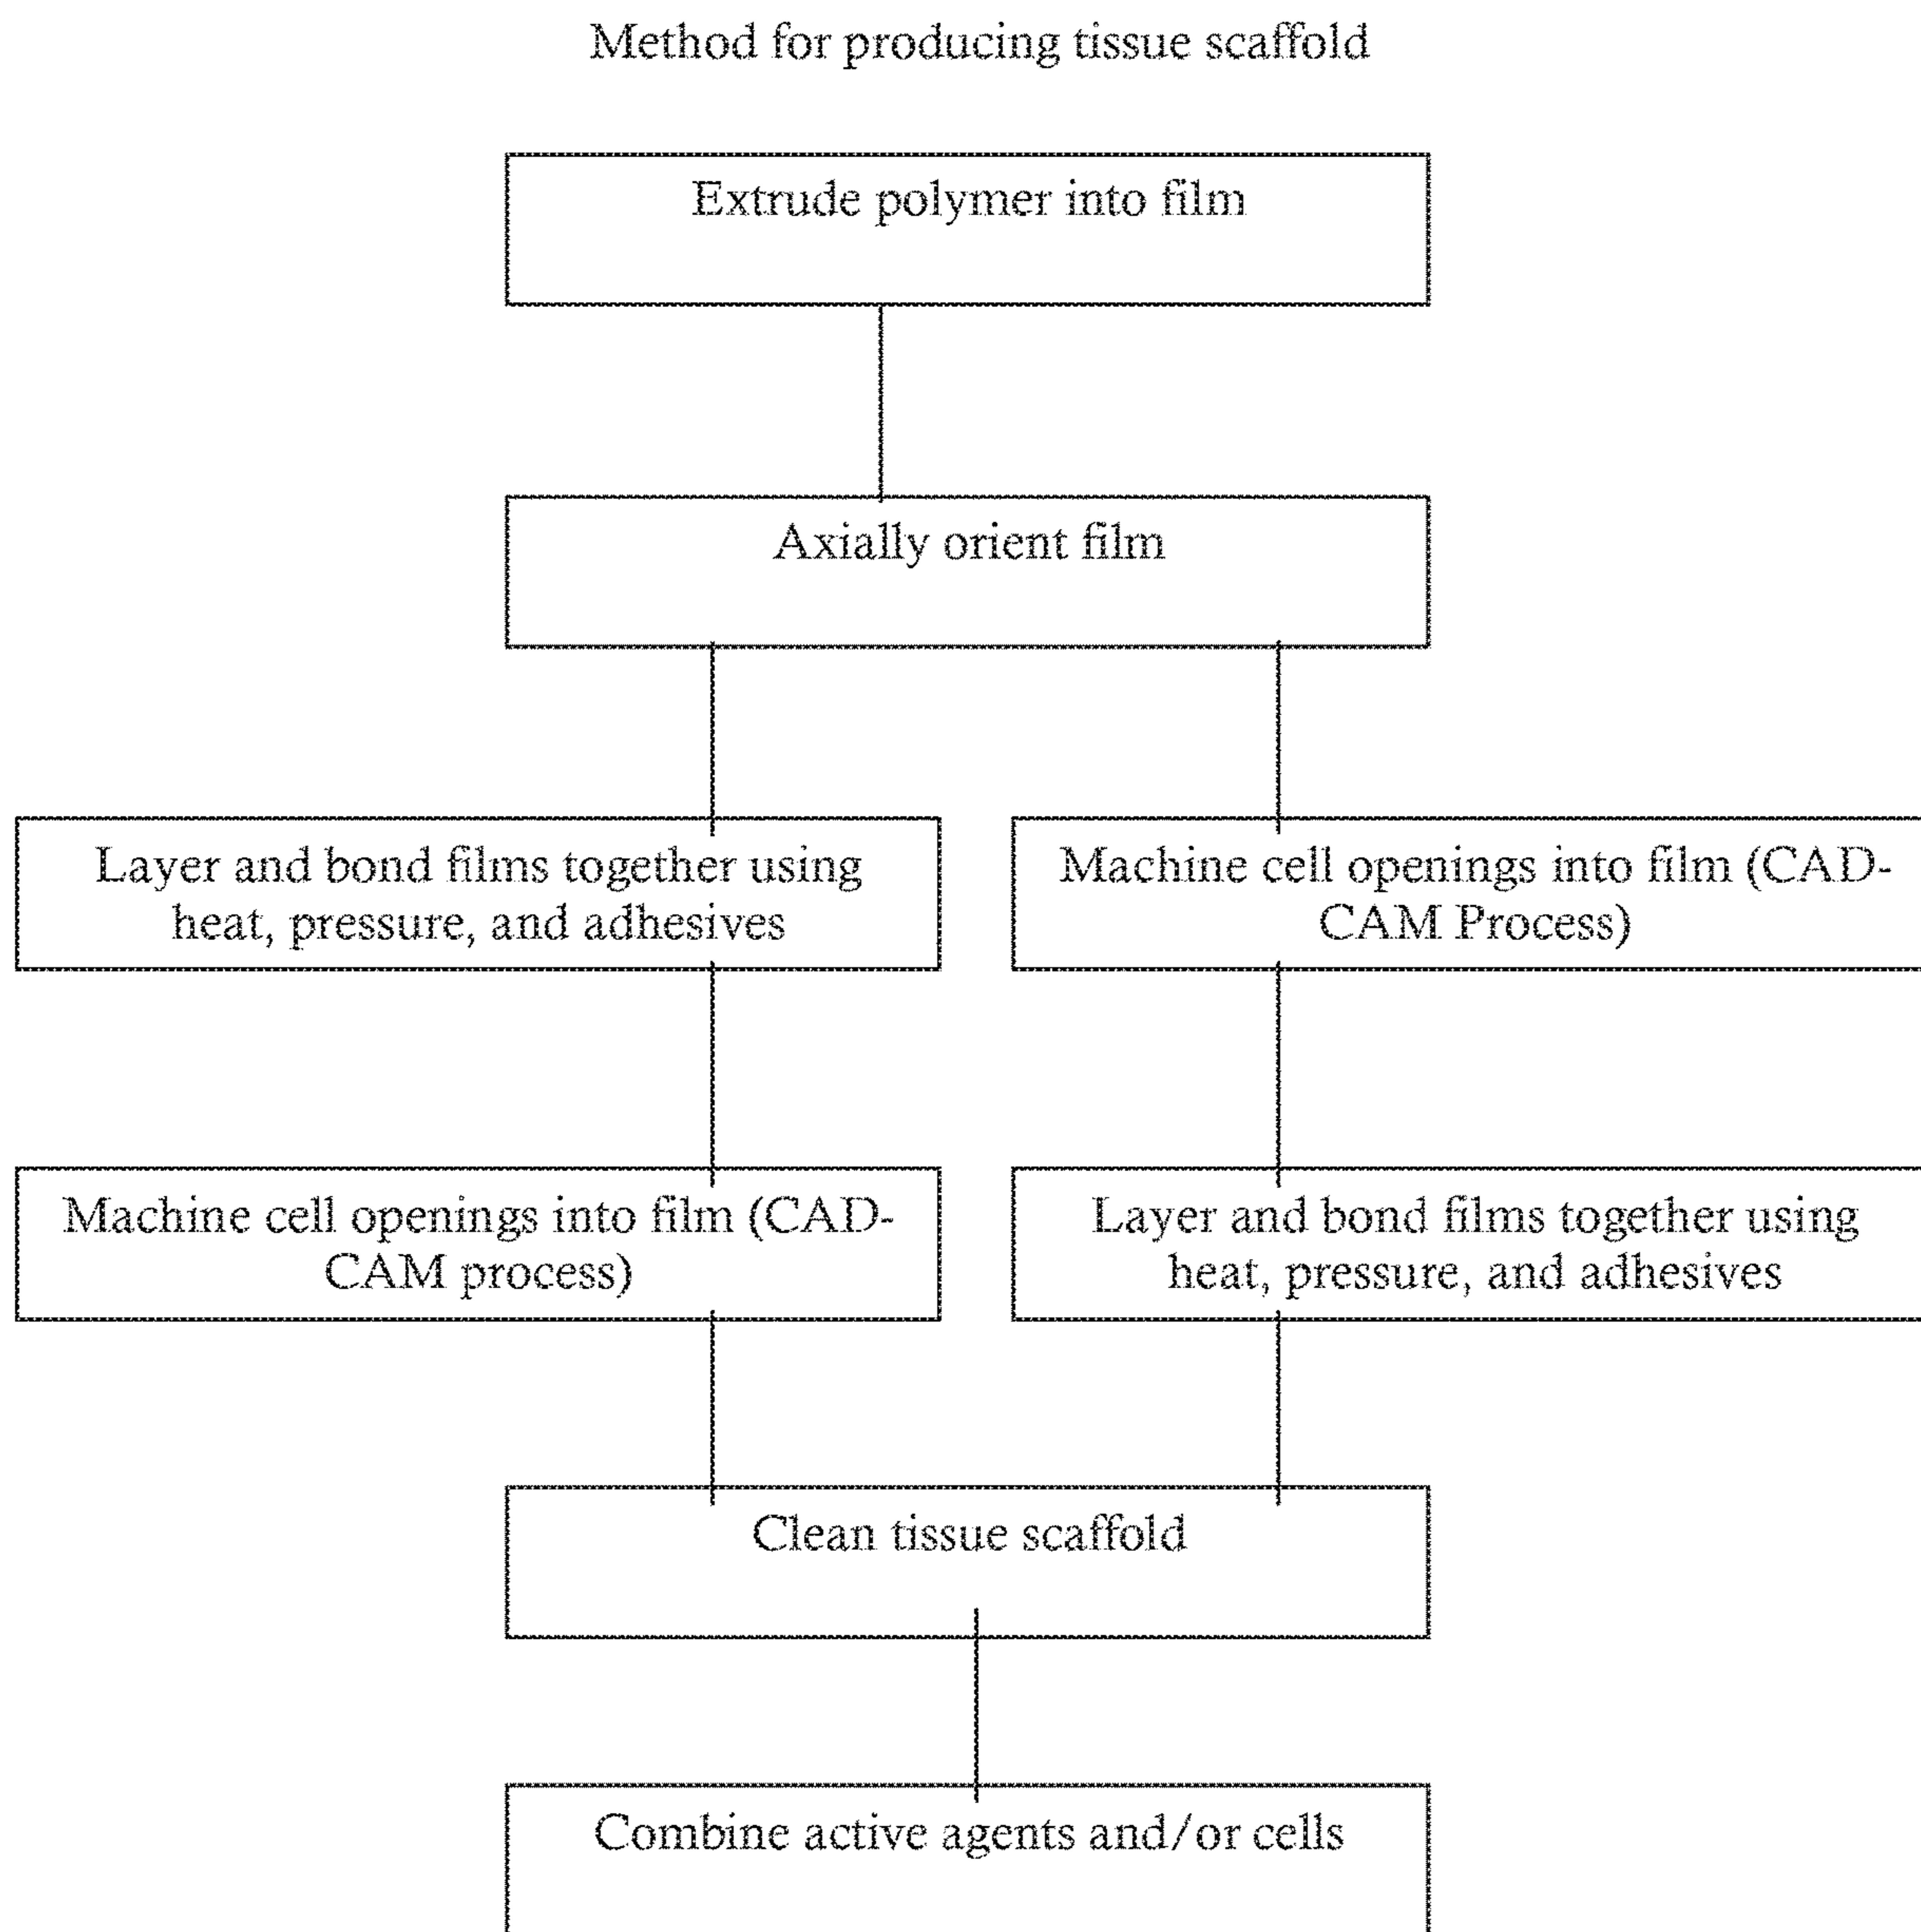 Method for producing tissue scaffold
Extrude polymer into film
Axially orient film
Layer and bond films together using
heat, pressure, and adhesives
Machine cell openings into film (CAD-
CAM Process)
Machine cell openings into film (CAD-
CAM process)
Layer and bond films together using
heat, pressure, and adhesives
Clean tissue scaffold
Combine active agents and/or cells